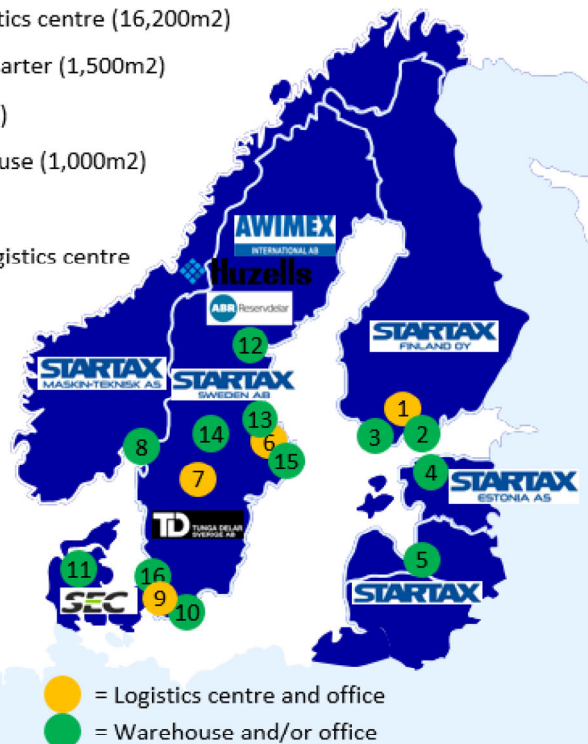 tics centre (16,200m2)
arter (1,500m2)
)
use (1,000m2)
gistics centre
AWIMEX
INTERNATIONAL AB
Huzells
ABR Reservdelar
STARTAX
FINLAND OY
STARTAX
MASKIN-TEKNISK AS
STARTAX
SWEDEN AB
12
1
13
14
3
2
6
8
15
4
7
STARTAX
ESTONIA AS
TD TUNGA DELAR
SVERIGE AB
5
11
16
STARTAX
SEC
9
10
= Logistics centre and office
= Warehouse and/or office